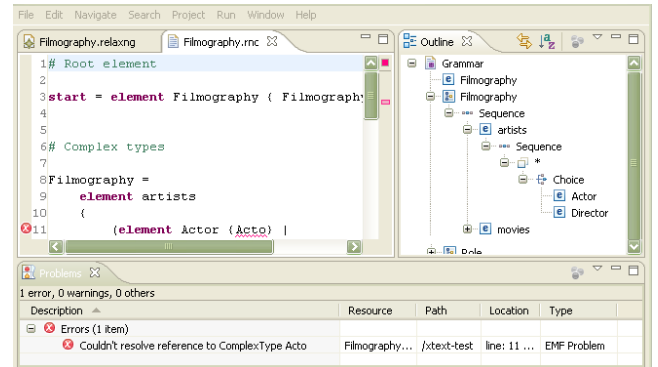 File Edit Navigate Search Project Run Window Help
Filmography.relaxng Filmography.rnc
1# Root element
2
3start = element Filmography { Filmography
4
5
6# Complex types
7
8Filmography =
9 element artists
10 {
11 (element Actor {Acto} |
Outline
Grammar
Filmography
Filmography
Sequence
artists
Sequence
*
Choice
Actor
Director
movies
Role
Problems
1 error, 0 warnings, 0 others
Description Resource Path Location Type
Errors (1 item)
Couldn't resolve reference to ComplexType Acto Filmography... /xtext-test line: 11 ... EMF Problem